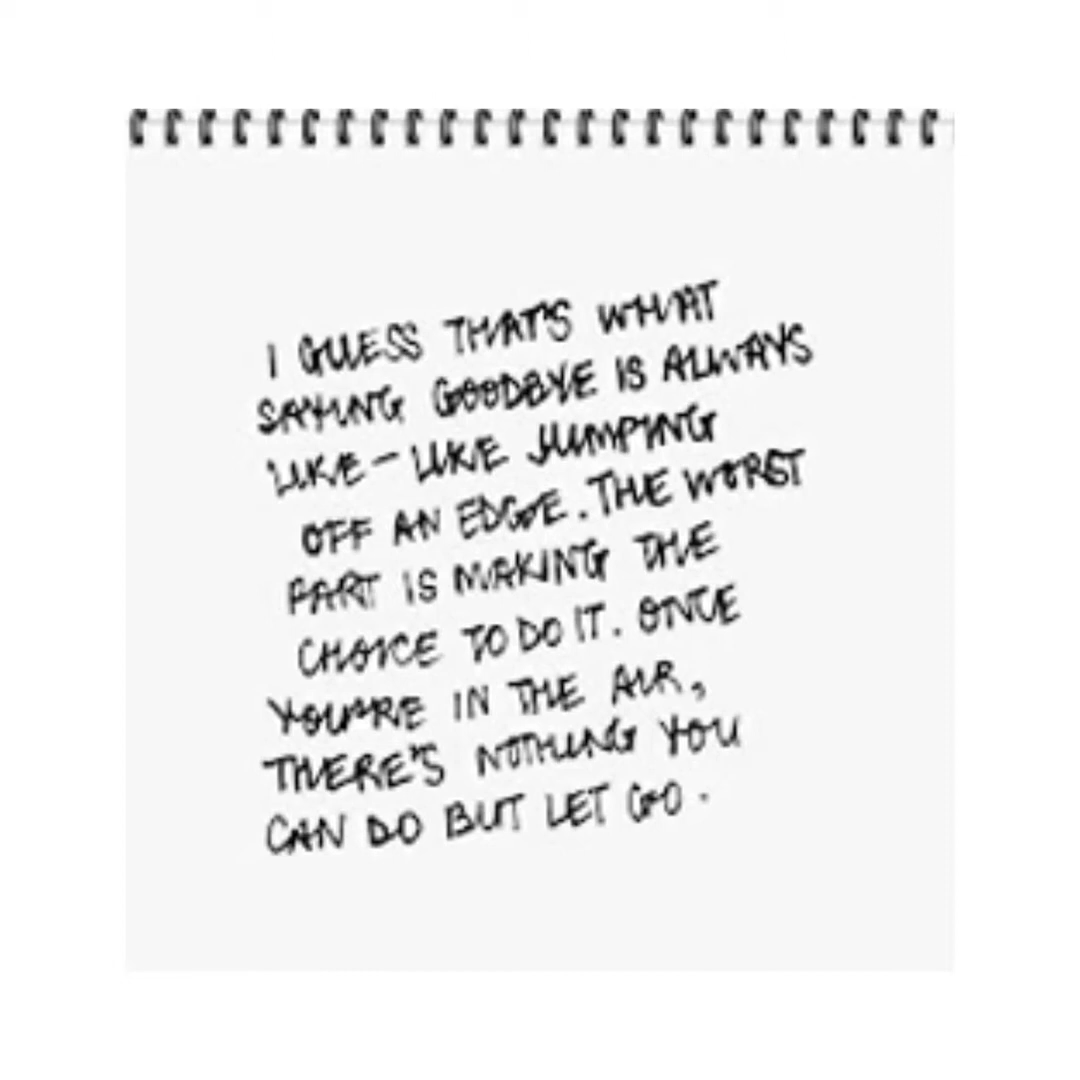 I GUESS THAT'S WHAT
SAYING GOODBYE IS ALWAYS
LIKE - LIKE JUMPING
OFF AN EDGE. THE WORST
PART IS MAKING THE
CHOICE TO DO IT. ONCE
YOU'RE IN THE AIR,
THERE'S NOTHING YOU
CAN DO BUT LET GO.